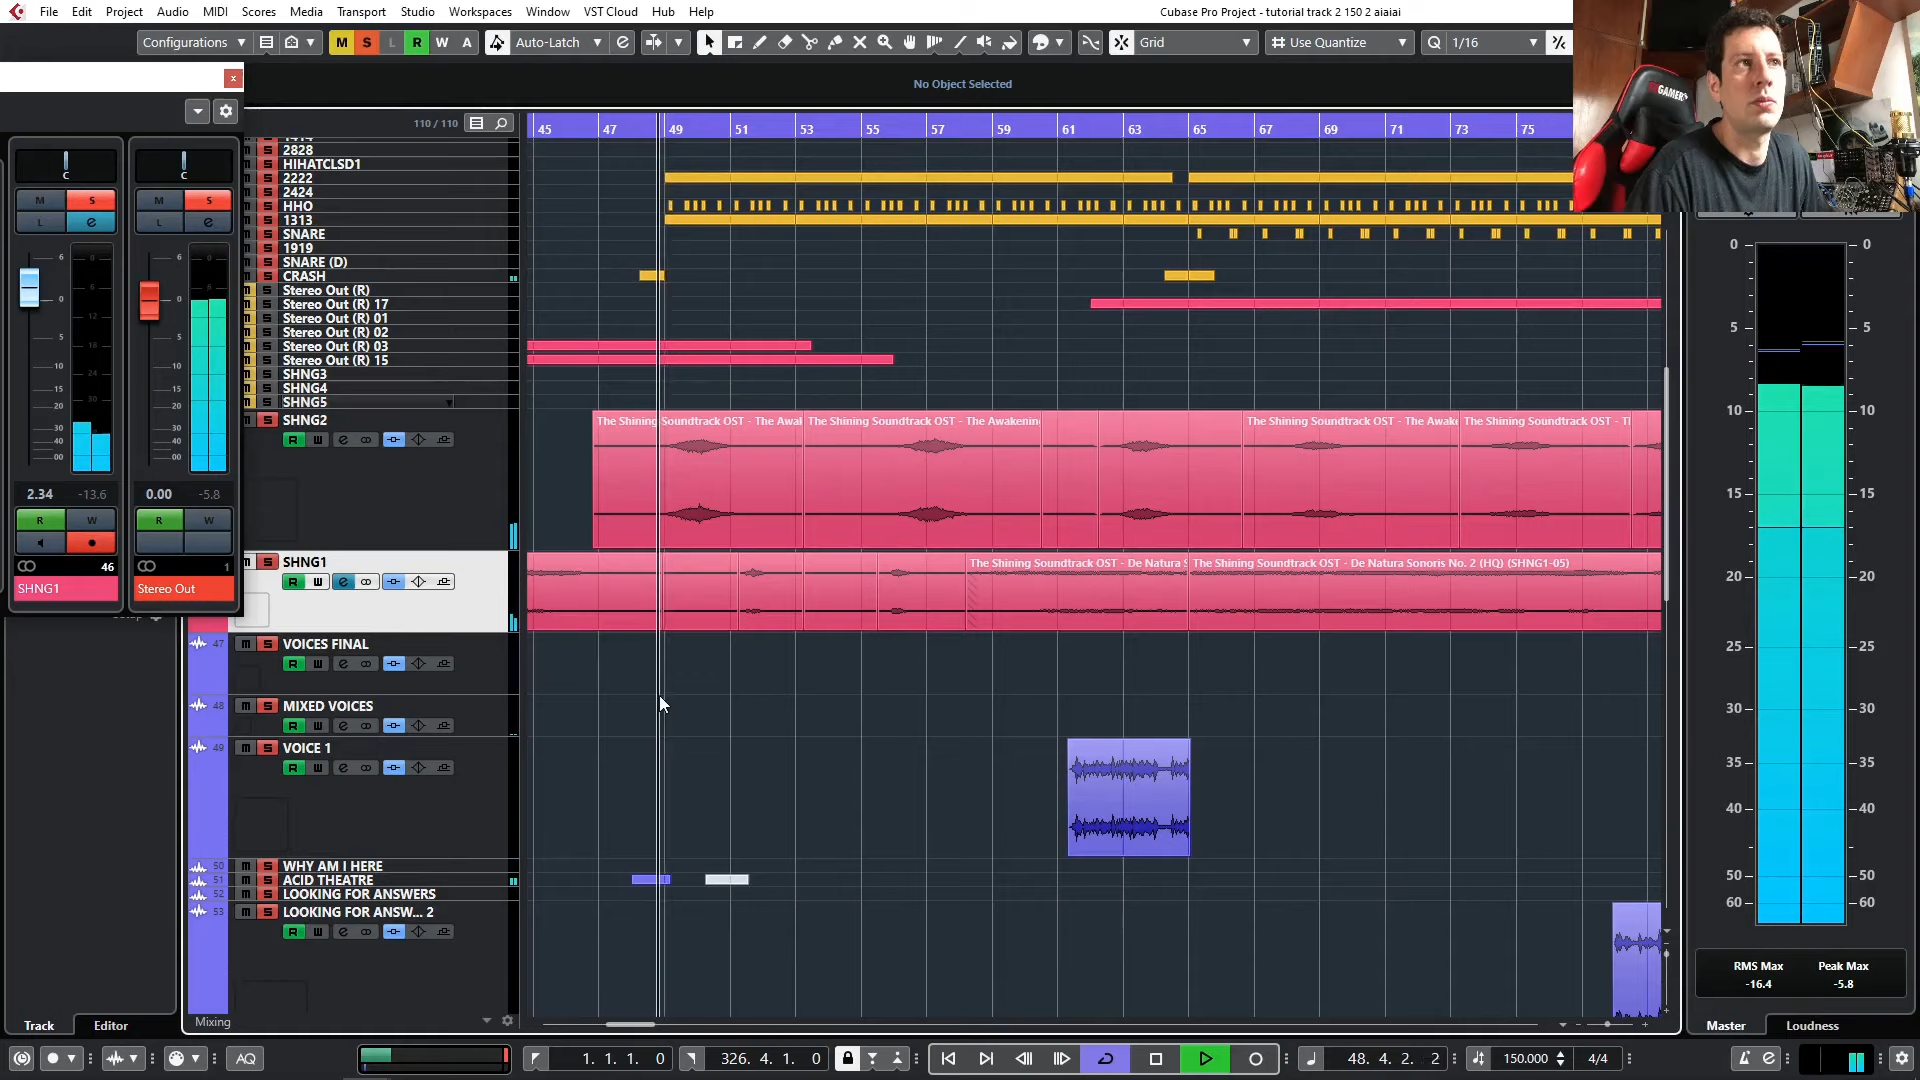 File Edit Project Audio MIDI Scores Media Transport Studio Workspaces Window VST Cloud Hub Help
Cubase Pro Project - tutorial track 2 150 2 aiaiai
Configurations M S L R W A Auto-Latch Grid Use Quantize Q 1/16
No Object Selected
110 / 110
45 47 49 51 53 55 57 59 61 63 65 67 69 71 73 75
2828
HIHATCLSD1
2222
2424
HHO
1313
SNARE
1919
SNARE (D)
CRASH
Stereo Out (R)
Stereo Out (R) 17
Stereo Out (R) 01
Stereo Out (R) 02
Stereo Out (R) 03
Stereo Out (R) 15
SHNG3
SHNG4
SHNG5
SHNG2
The Shining Soundtrack OST - The Awal
The Shining Soundtrack OST - The Awakening
The Shining Soundtrack OST - The Awake
The Shining Soundtrack OST - T
SHNG1
The Shining Soundtrack OST - De Natura S
The Shining Soundtrack OST - De Natura Sonoris No. 2 (HQ) (SHNG1-05)
47 VOICES FINAL
48 MIXED VOICES
49 VOICE 1
50 WHY AM I HERE
51 ACID THEATRE
52 LOOKING FOR ANSWERS
53 LOOKING FOR ANSW... 2
Mixing
C C
M S M S
L e L e
2.34 -13.6 0.00 -5.8
R W R W
46 1
SHNG1 Stereo Out
Track Editor
GAMER
0 0
5 5
10 10
15 15
20 20
25 25
30 30
35 35
40 40
50 50
60 60
RMS Max Peak Max
-16.4 -5.8
Master Loudness
AQ 1. 1. 1. 0 326. 4. 1. 0 48. 4. 2. 2 150.000 4/4